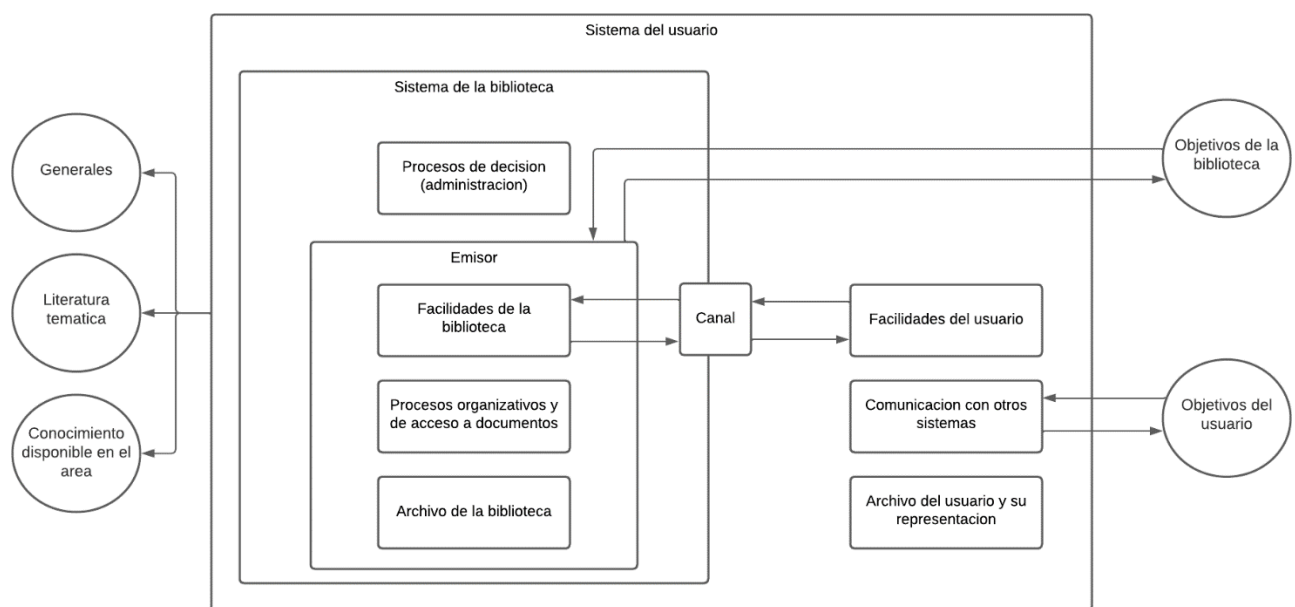 Sistema del usuario
Sistema de la biblioteca
Generales
Procesos de decision
(administracion)
Objetivos de la
biblioteca
Emisor
Literatura
tematica
Facilidades de la
biblioteca
Canal
Facilidades del usuario
Conocimiento
disponible en el
area
Procesos organizativos y
de acceso a documentos
Comunicacion con otros
sistemas
Objetivos del
usuario
Archivo de la biblioteca
Archivo del usuario y su
representacion